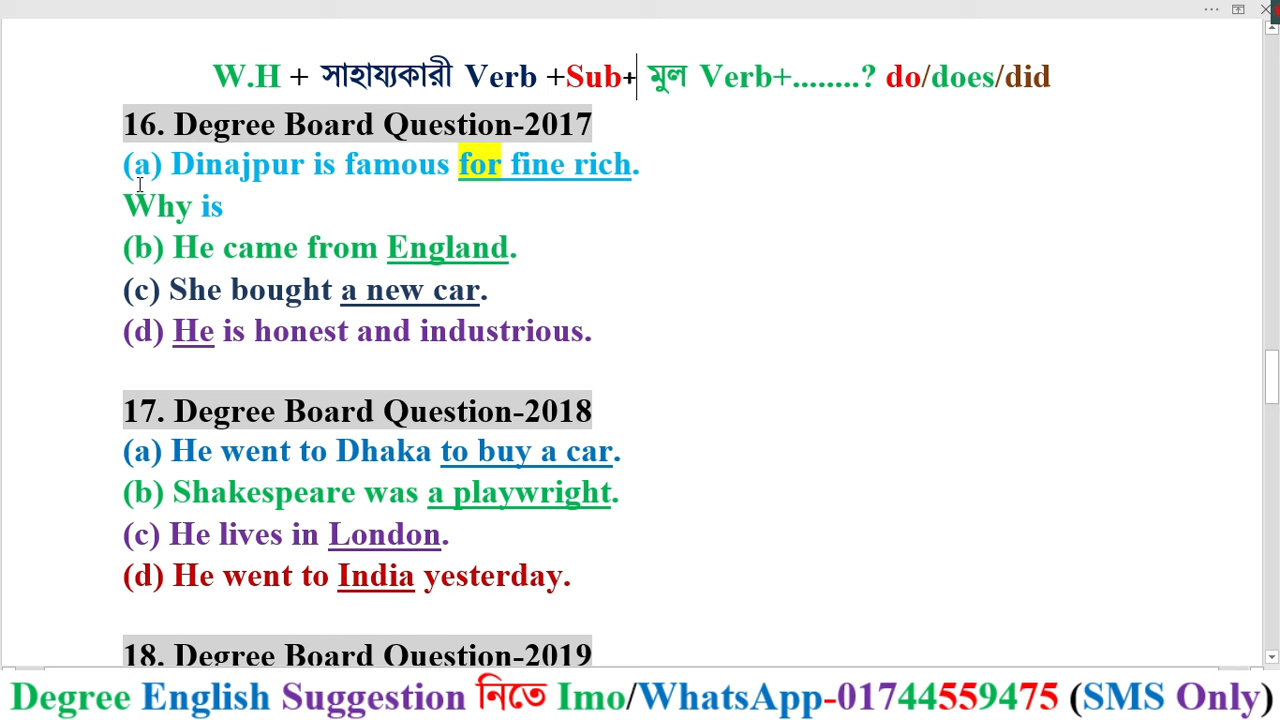 W.H + সাহায্যকারী Verb +Sub+ মুল Verb+........? do/does/did
16. Degree Board Question-2017
(a) Dinajpur is famous for fine rich.
Why is
(b) He came from England.
(c) She bought a new car.
(d) He is honest and industrious.
17. Degree Board Question-2018
(a) He went to Dhaka to buy a car.
(b) Shakespeare was a playwright.
(c) He lives in London.
(d) He went to India yesterday.
18. Degree Board Question-2019
Degree English Suggestion নিতে Imo/WhatsApp-01744559475 (SMS Only)